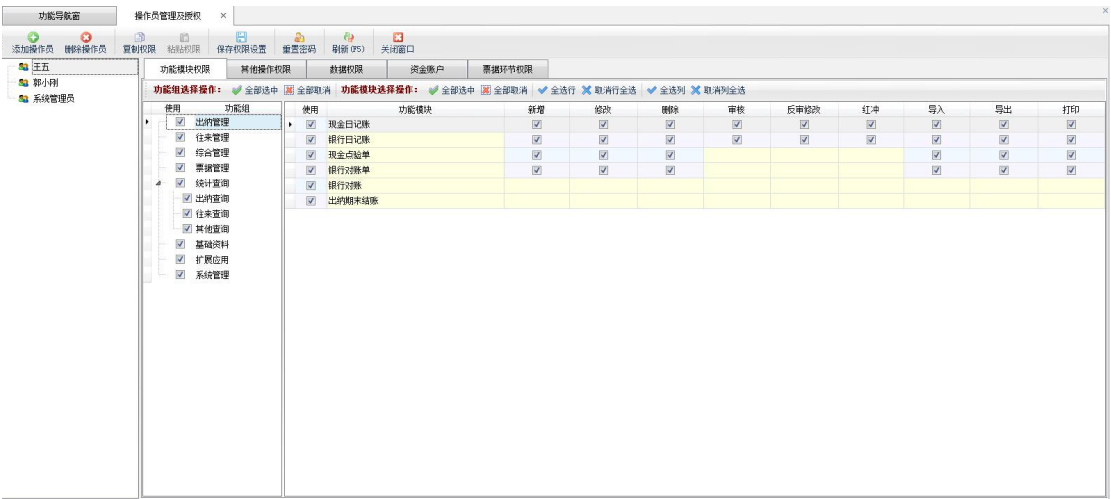 功能导航窗 操作员管理及授权 ×
添加操作员 删除操作员 复制权限 粘贴权限 保存权限设置 重置密码 刷新(F5) 关闭窗口
王五
郭小刚
系统管理员
功能模块权限 其他操作权限 数据权限 资金账户 票据环节权限
功能组选择操作: 全部选中 全部取消 功能模块选择操作: 全部选中 全部取消 全选行 取消行全选 全选列 取消列全选
使用 功能组
出纳管理
往来管理
综合管理
票据管理
统计查询
出纳查询
往来查询
其他查询
基础资料
扩展应用
系统管理
使用 功能模块 新增 修改 删除 审核 反审修改 红冲 导入 导出 打印
现金日记账
银行日记账
现金点验单
银行对账单
银行对账
出纳期末结账